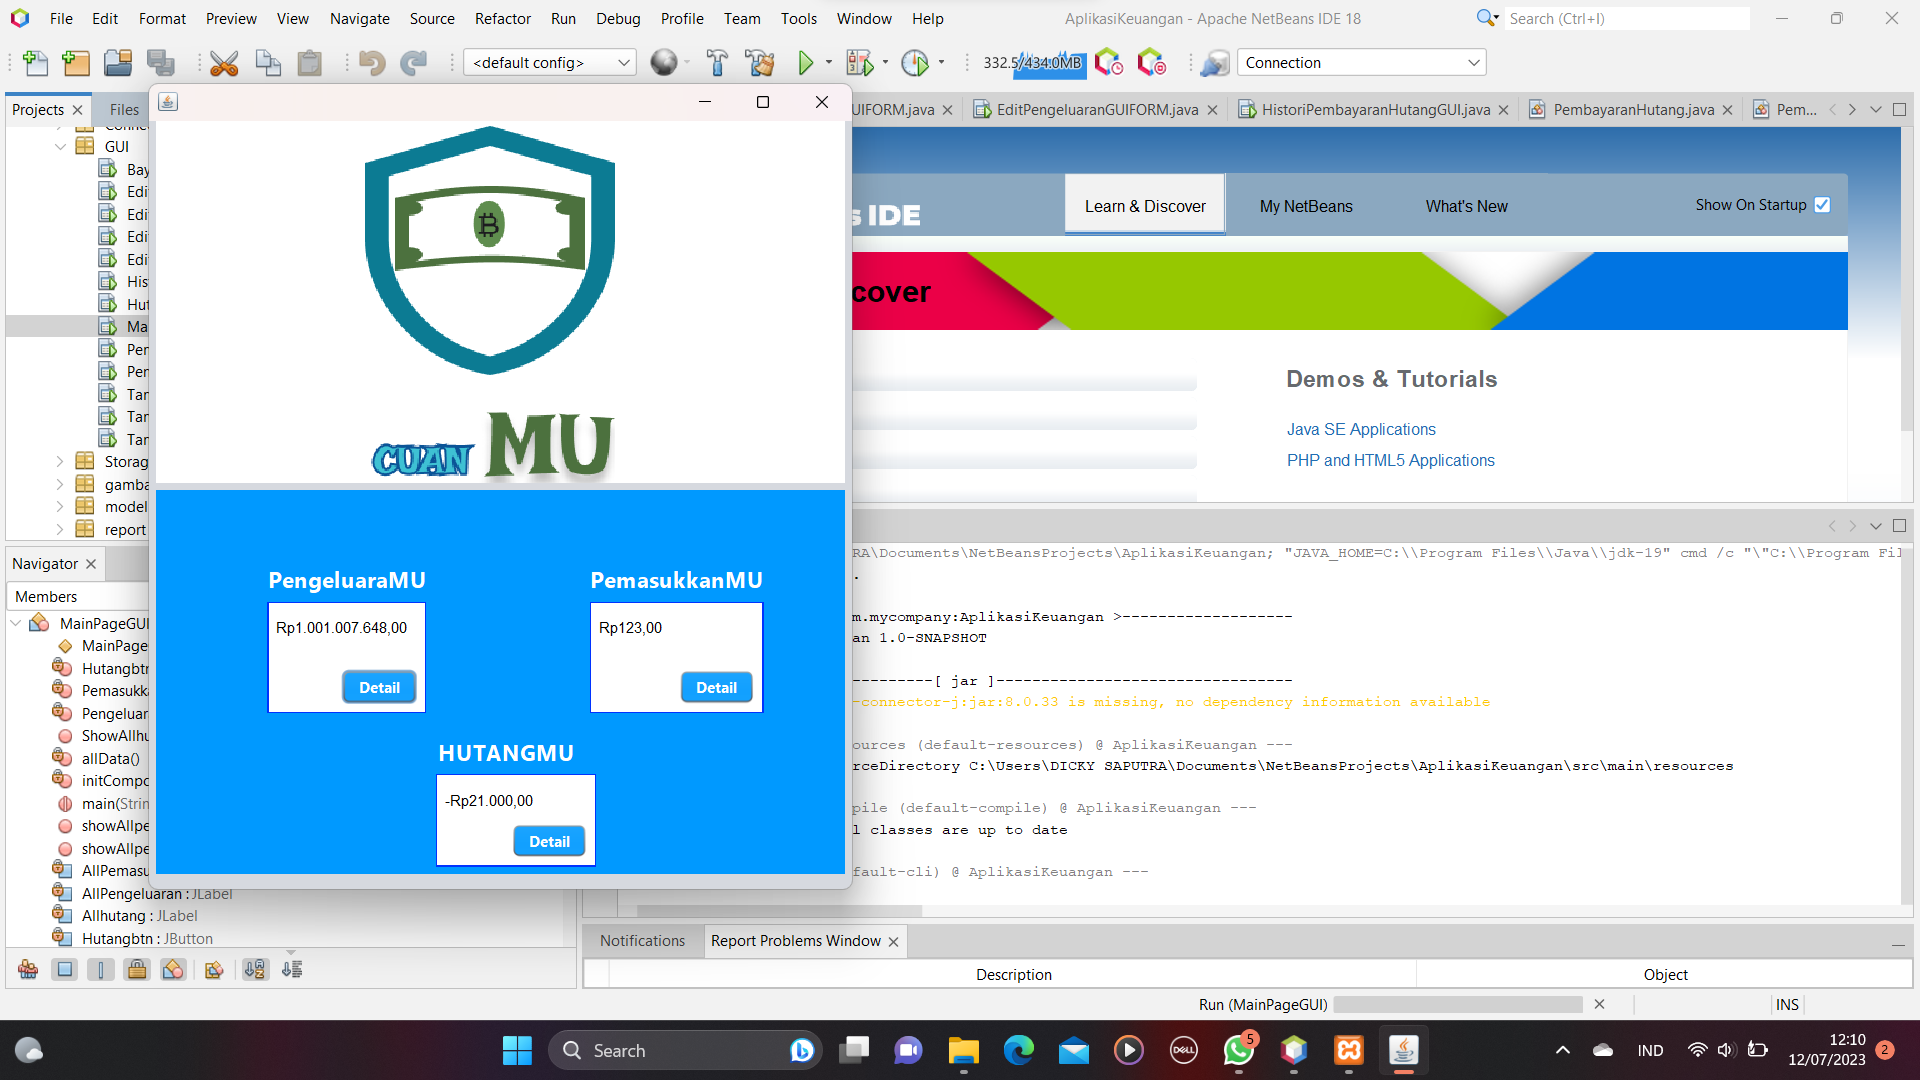 File Edit Format Preview View Navigate Source Refactor Run Debug Profile Team Tools Window Help
AplikasiKeuangan - Apache NetBeans IDE 18
Search (Ctrl+I)
<default config>
332.5/434.0MB
Connection
Projects
Files
GUI
Bay
Edi
Edi
Edi
Edi
His
Hut
Ma
Per
Per
Tar
Tar
Tar
Storag
gamba
model
report
Navigator
Members
MainPageGUI
MainPage
Hutangbtn
Pemasukka
Pengeluar
ShowAllhu
allData()
initCompo
main(Strin
showAllpe
showAllpe
AllPemasu
AllPengeluaran : JLabel
Allhutang : JLabel
Hutangbtn : JButton
CUAN MU
PengeluaraMU
Rp1.001.007.648,00
Detail
PemasukkanMU
Rp123,00
Detail
HUTANGMU
-Rp21.000,00
Detail
UIFORM.java
EditPengeluaranGUIFORM.java
HistoriPembayaranHutangGUI.java
PembayaranHutang.java
Pem...
s IDE
Learn & Discover
My NetBeans
What's New
Show On Startup
cover
Demos & Tutorials
Java SE Applications
PHP and HTML5 Applications
RA\Documents\NetBeansProjects\AplikasiKeuangan; "JAVA_HOME=C:\\Program Files\\Java\\jdk-19" cmd /c "\"C:\\Program Fil
.
m.mycompany:AplikasiKeuangan >-------------------
an 1.0-SNAPSHOT
---------[ jar ]---------------------------------
-connector-j:jar:8.0.33 is missing, no dependency information available
ources (default-resources) @ AplikasiKeuangan ---
rceDirectory C:\Users\DICKY SAPUTRA\Documents\NetBeansProjects\AplikasiKeuangan\src\main\resources
pile (default-compile) @ AplikasiKeuangan ---
l classes are up to date
fault-cli) @ AplikasiKeuangan ---
Notifications
Report Problems Window
Description
Object
Run (MainPageGUI)
INS
Search
DELL
5
IND
12:10
12/07/2023
2